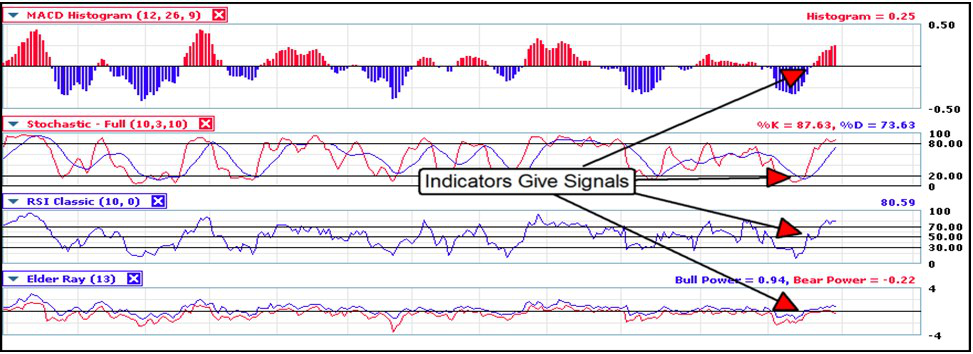 MACD Histogram (12, 26, 9) Histogram = 0.25
0.50
-0.50
Stochastic - Full (10,3,10) %K = 87.63, %D = 73.63
100
80.00
20.00
0
Indicators Give Signals
RSI Classic (10, 0) 80.59
100
70.00
50.00
30.00
0
Elder Ray (13) Bull Power = 0.94, Bear Power = -0.22
4
-4